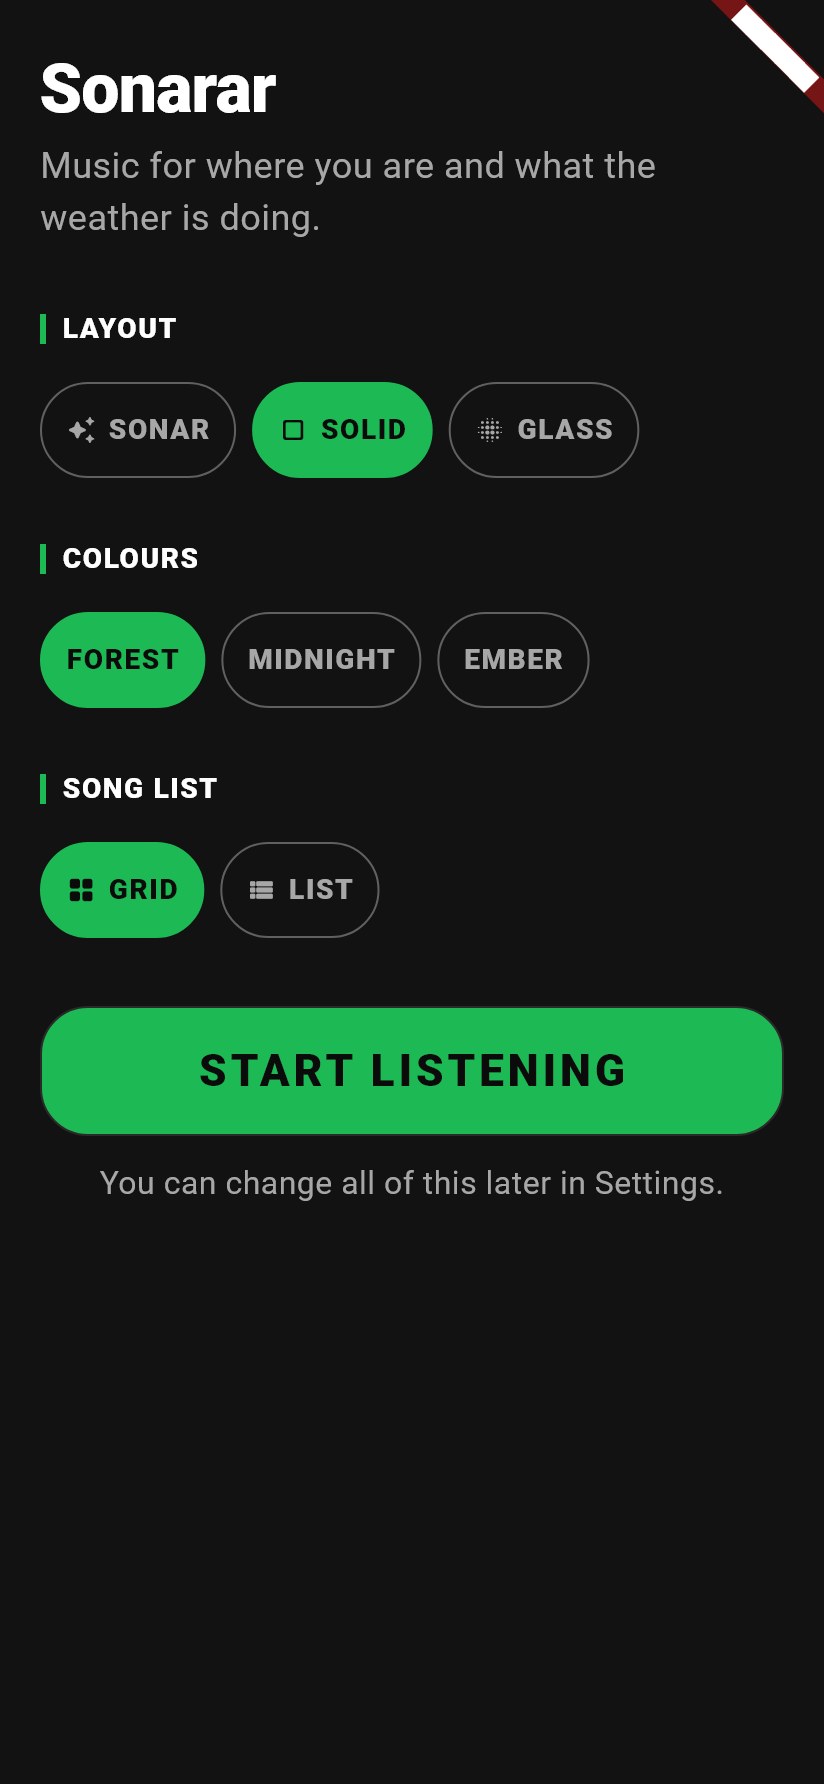 Sonarar
Music for where you are and what the
weather is doing.
LAYOUT
SONAR
SOLID
GLASS
COLOURS
FOREST
MIDNIGHT
EMBER
SONG LIST
GRID
LIST
START LISTENING
You can change all of this later in Settings.